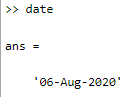 >> date
ans =
'06-Aug-2020'